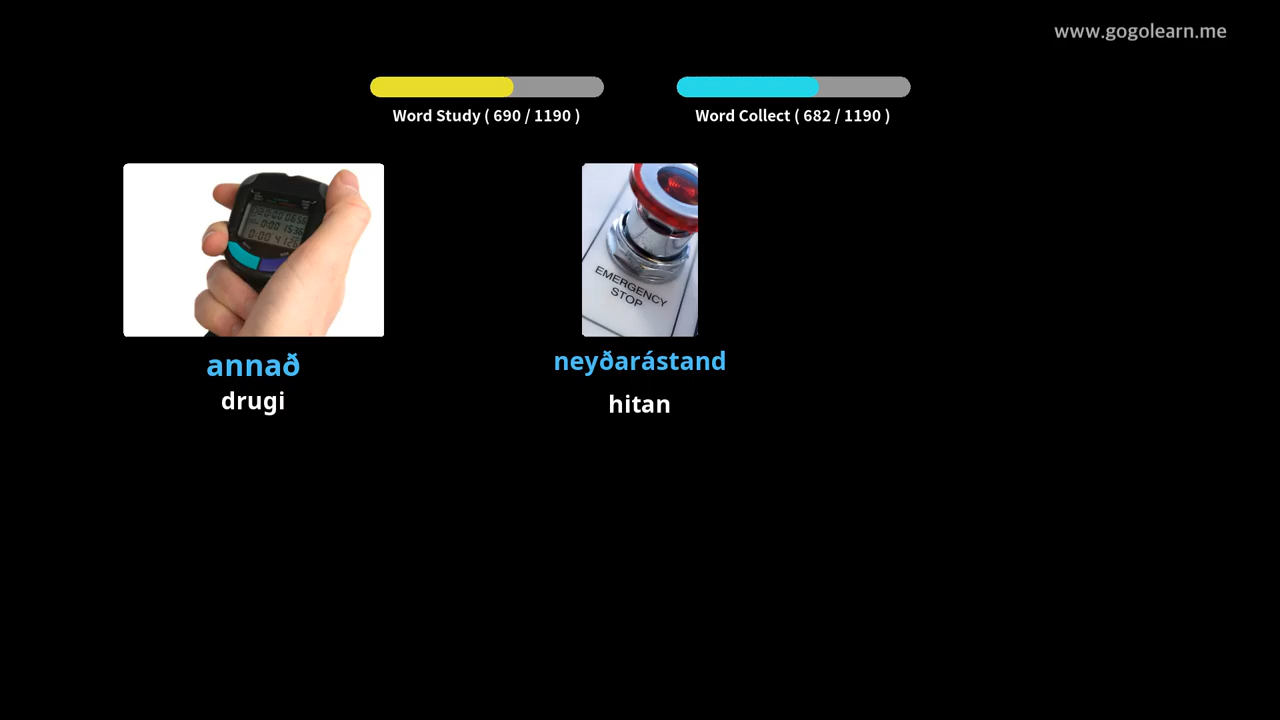 www.gogolearn.me
Word Study ( 690 / 1190 )
Word Collect ( 682 / 1190 )
EMERGENCY
STOP
annað
neyðarástand
drugi
hitan